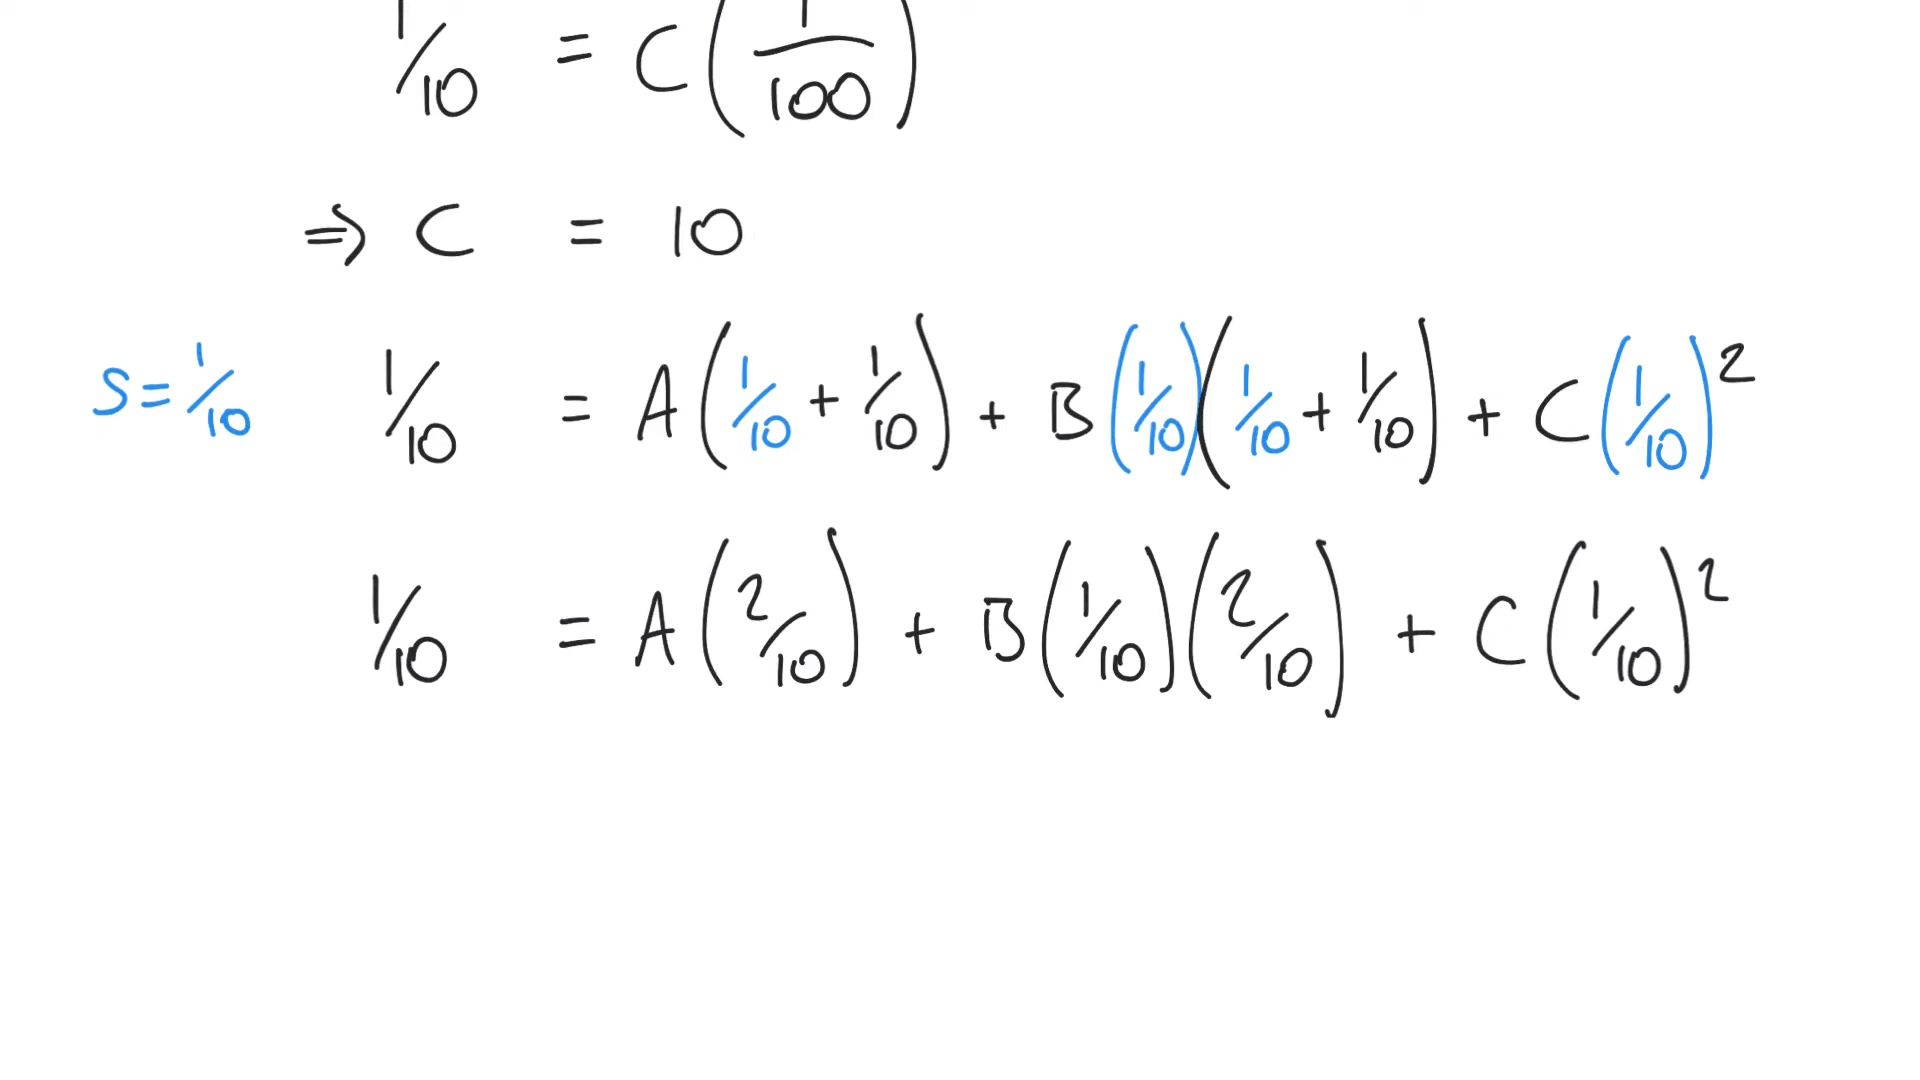 1/10 = C(1/100)
⇒ C = 10
S = 1/10 1/10 = A(1/10 + 1/10) + B(1/10)(1/10 + 1/10) + C(1/10)²
1/10 = A(2/10) + B(1/10)(2/10) + C(1/10)²